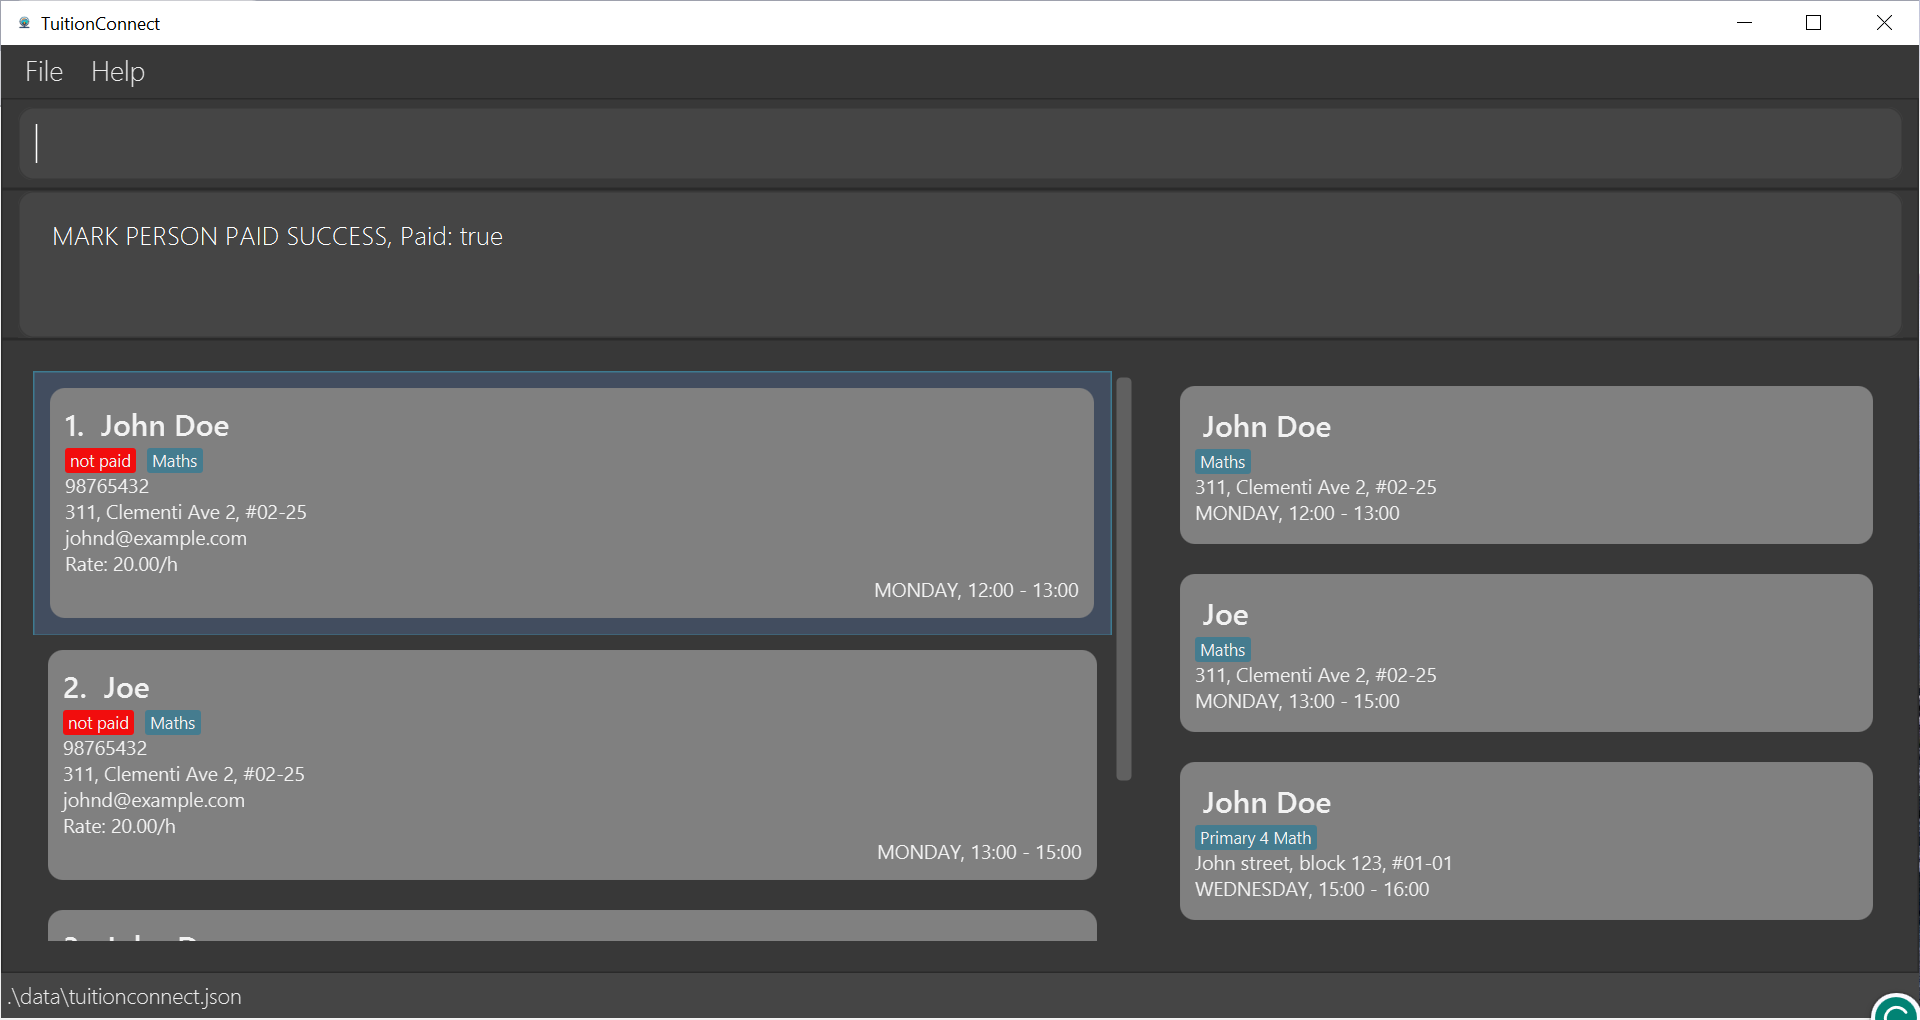 TuitionConnect
File Help
MARK PERSON PAID SUCCESS, Paid: true
1. John Doe
not paid Maths
98765432
311, Clementi Ave 2, #02-25
johnd@example.com
Rate: 20.00/h
MONDAY, 12:00 - 13:00
2. Joe
not paid Maths
98765432
311, Clementi Ave 2, #02-25
johnd@example.com
Rate: 20.00/h
MONDAY, 13:00 - 15:00
John Doe
Maths
311, Clementi Ave 2, #02-25
MONDAY, 12:00 - 13:00
Joe
Maths
311, Clementi Ave 2, #02-25
MONDAY, 13:00 - 15:00
John Doe
Primary 4 Math
John street, block 123, #01-01
WEDNESDAY, 15:00 - 16:00
.\data\tuitionconnect.json